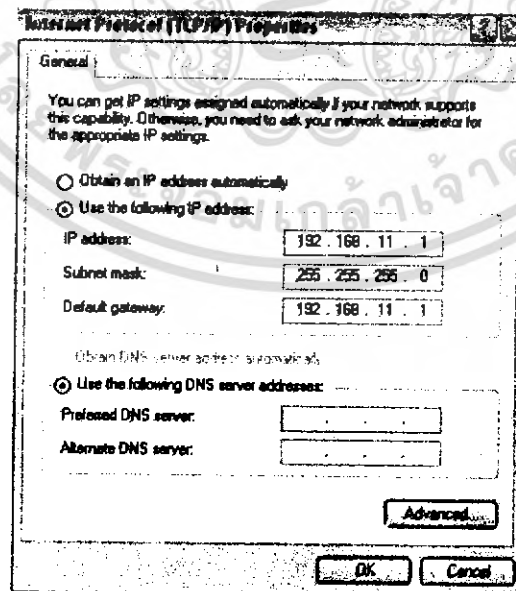 Internet Protocol (TCP/IP) Properties
General
You can get IP settings assigned automatically if your network supports
this capability. Otherwise, you need to ask your network administrator for
the appropriate IP settings.
Obtain an IP address automatically
Use the following IP address:
IP address: 192 . 168 . 11 . 1
Subnet mask: 255 . 255 . 255 . 0
Default gateway: 192 . 168 . 11 . 1
Obtain DNS server address automatically
Use the following DNS server addresses:
Preferred DNS server: . . .
Alternate DNS server: . . .
Advanced...
OK Cancel